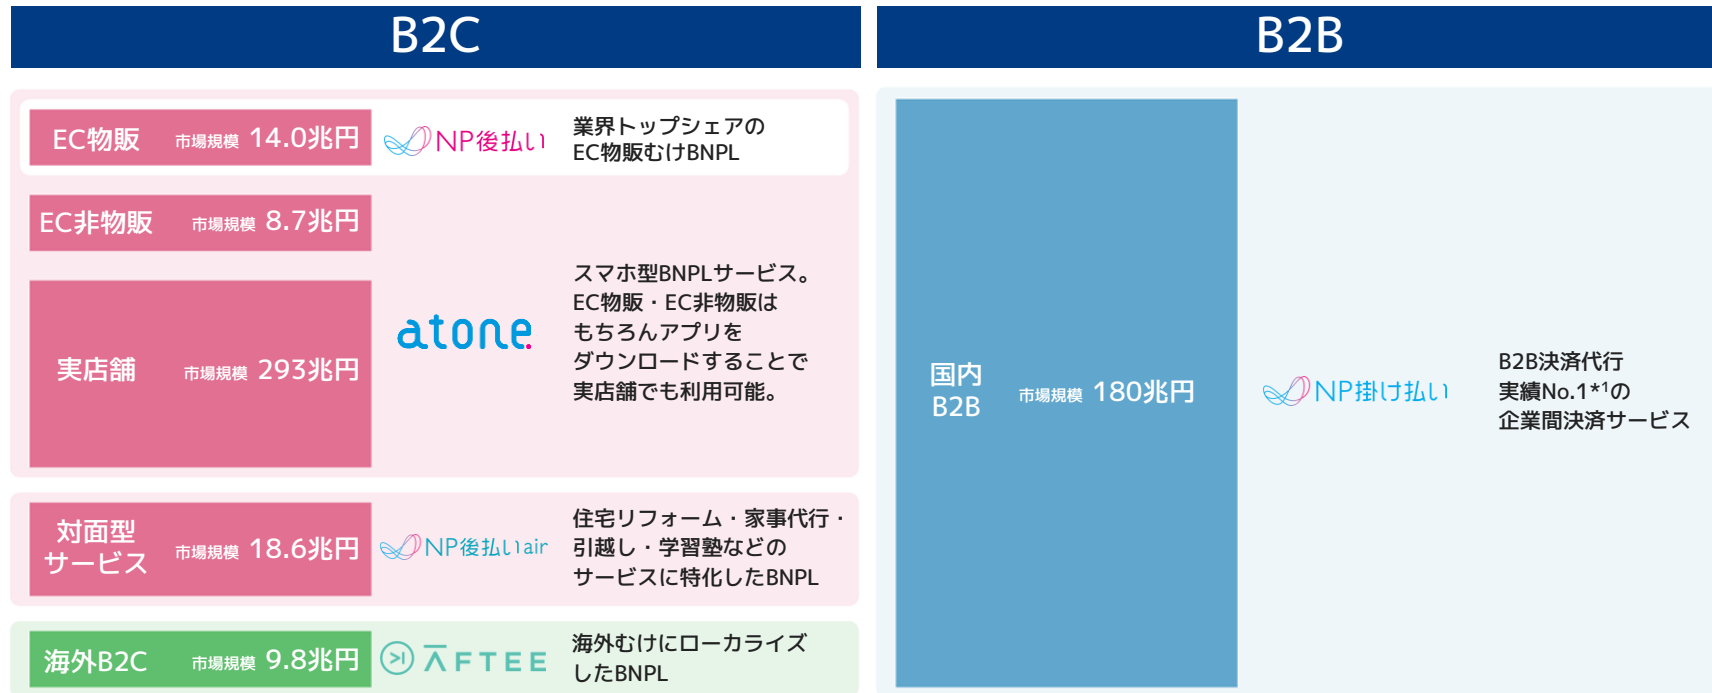 B2C
EC物販 市場規模 14.0兆円
NP後払い
業界トップシェアの
EC物販むけBNPL
EC非物販 市場規模 8.7兆円
実店舗 市場規模 293兆円
atone
スマホ型BNPLサービス。
EC物販・EC非物販は
もちろんアプリを
ダウンロードすることで
実店舗でも利用可能。
対面型
サービス
市場規模 18.6兆円
NP後払いair
住宅リフォーム・家事代行・
引越し・学習塾などの
サービスに特化したBNPL
海外B2C 市場規模 9.8兆円
AFTEE
海外むけにローカライズ
したBNPL
B2B
国内
B2B
市場規模 180兆円
NP掛け払い
B2B決済代行
実績No.1*1の
企業間決済サービス